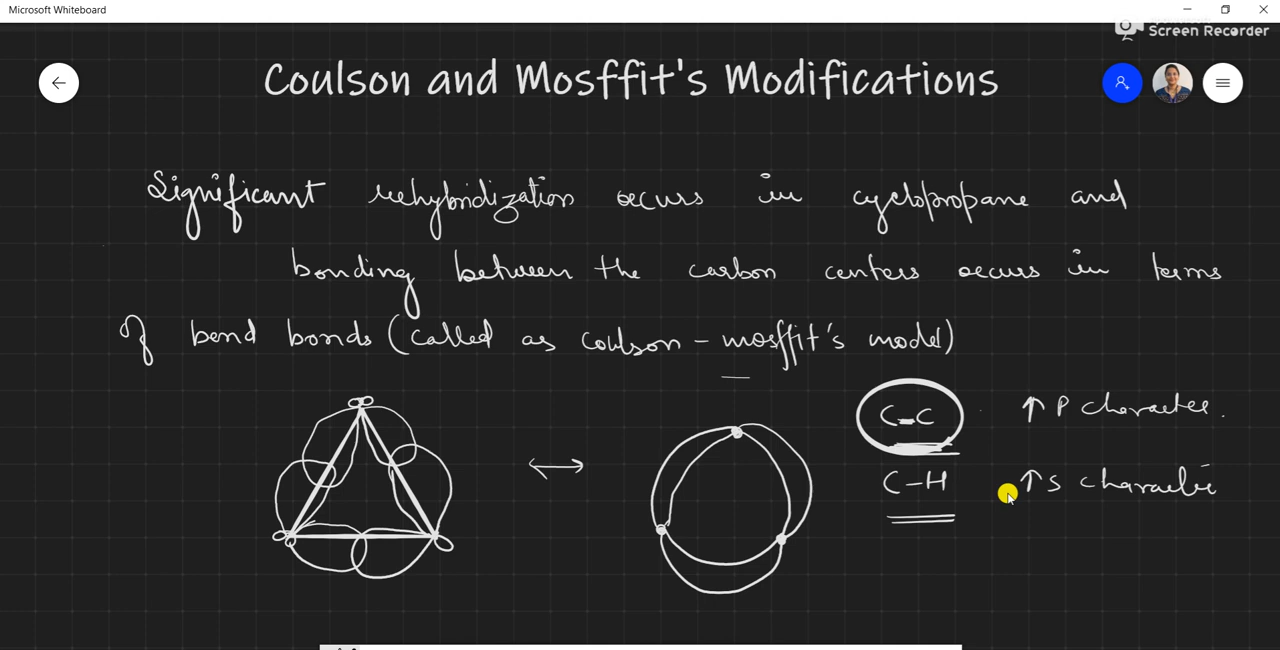 Microsoft Whiteboard
Screen Recorder
Coulson and Mosffit's Modifications
Significant rehybridization occurs in cyclopropane and
bonding between the carbon centers occurs in terms
of bend bonds (called as coulson - mosffit's model)
C-C ↑ P character.
C-H ↑ s character